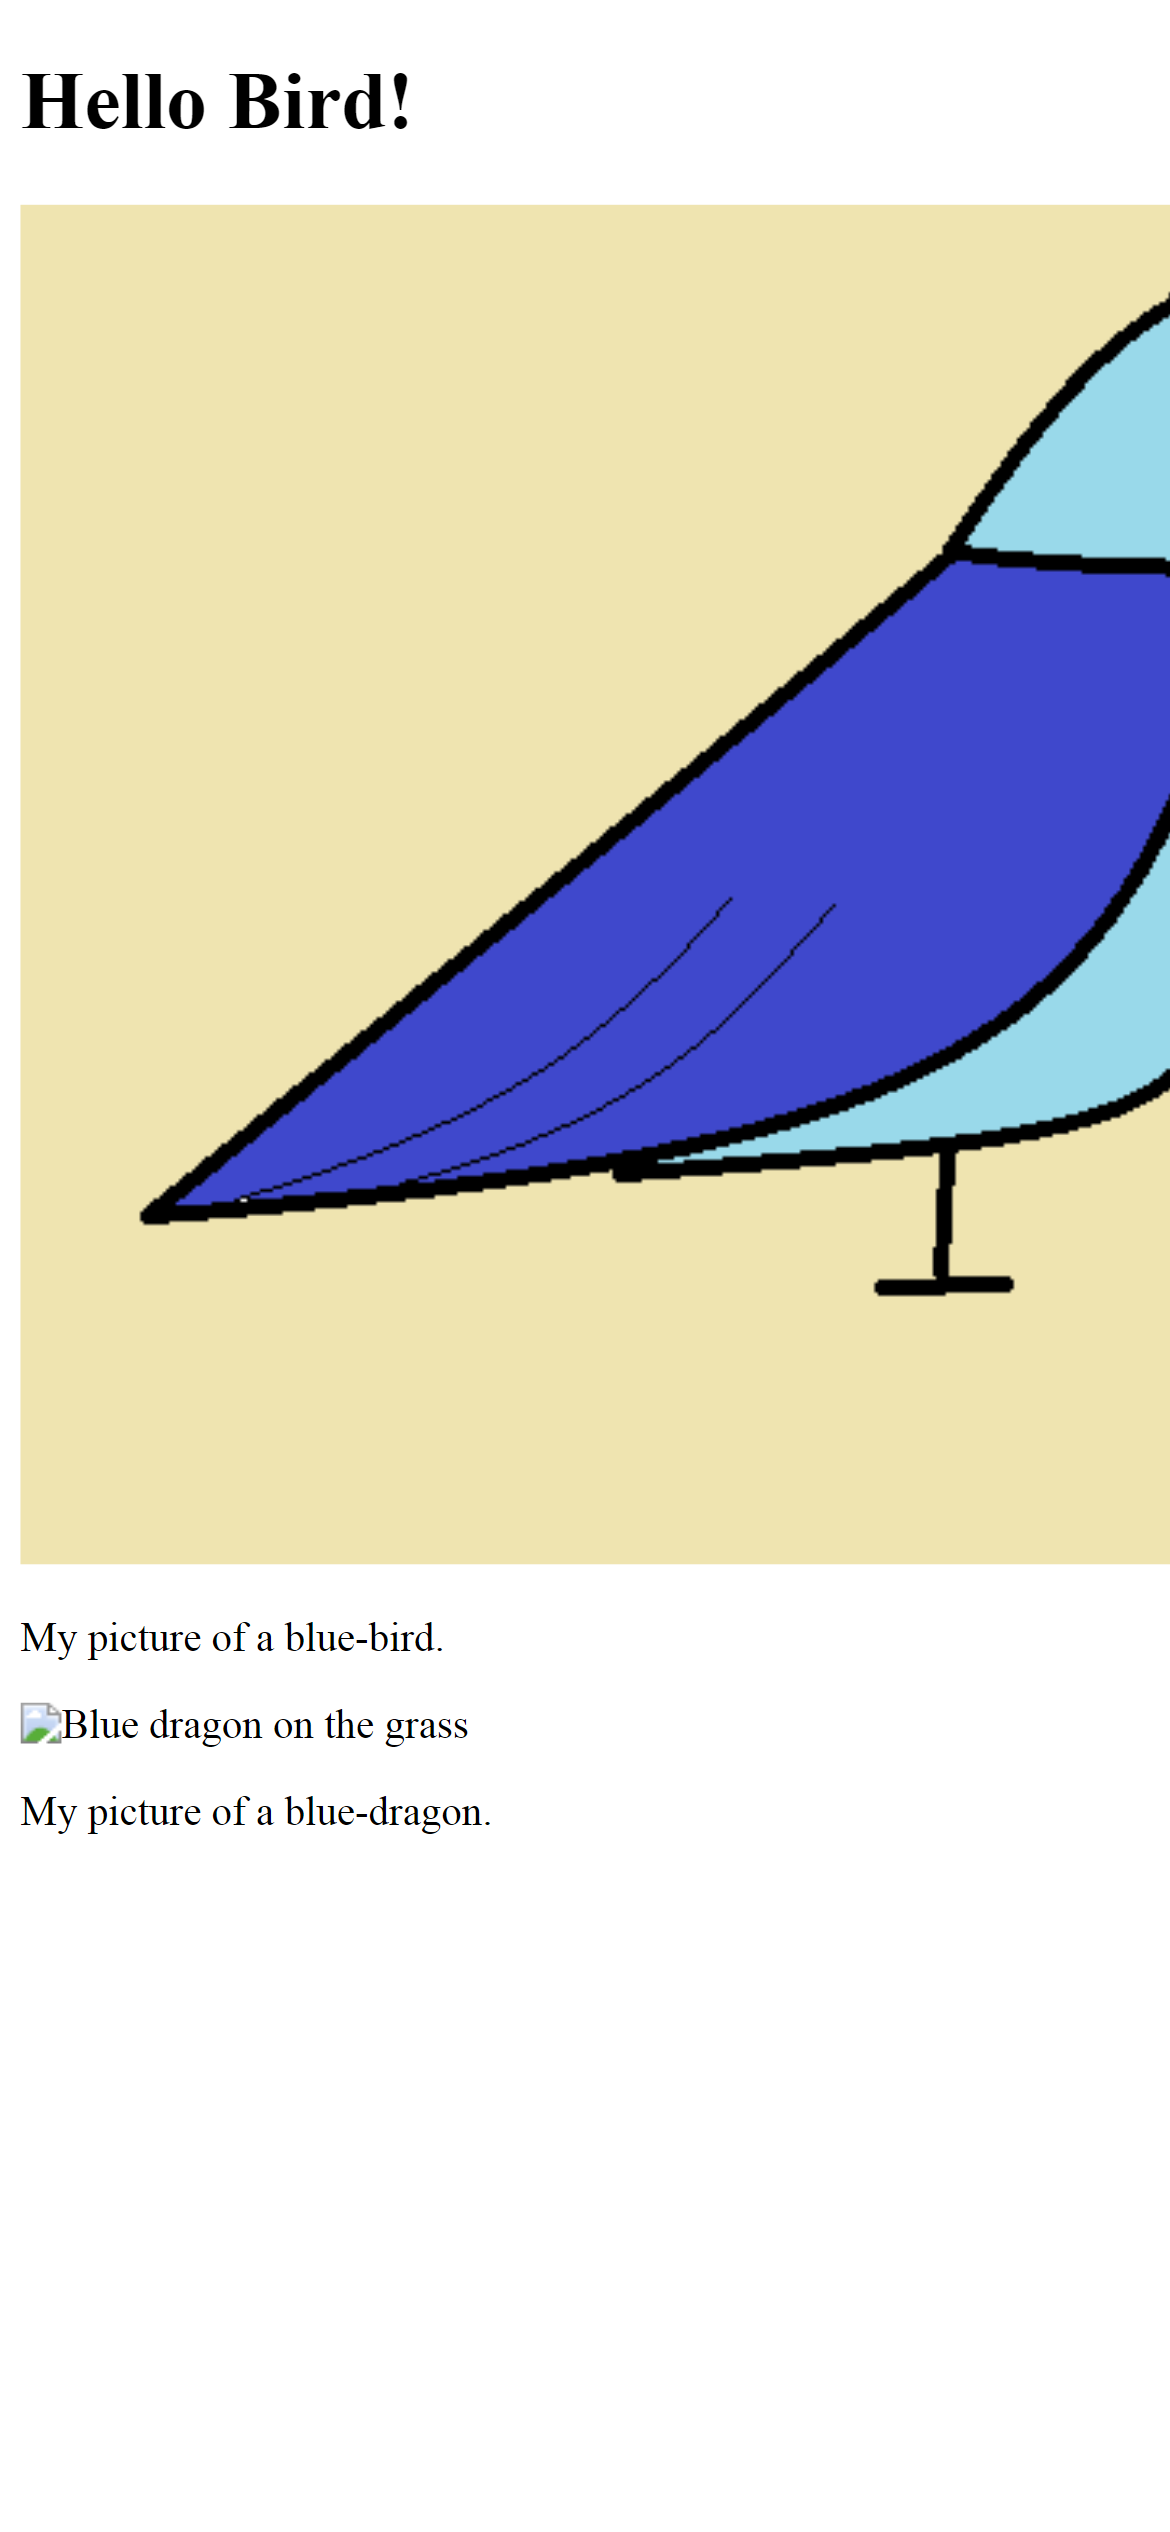 Hello Bird!
My picture of a blue-bird.
Blue dragon on the grass
My picture of a blue-dragon.